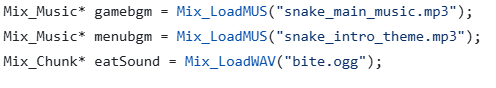 Mix_Music* gamebgm = Mix_LoadMUS("snake_main_music.mp3");
Mix_Music* menubgm = Mix_LoadMUS("snake_intro_theme.mp3");
Mix_Chunk* eatSound = Mix_LoadWAV("bite.ogg");